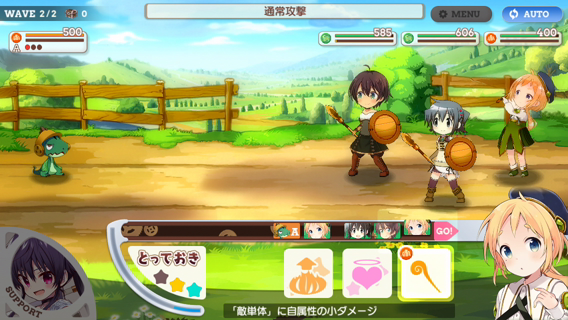 WAVE 2/2 0
通常攻撃
MENU
AUTO
500
A
585
606
400
A
GO!
とっておき
SUPPORT
「敵単体」に自属性の小ダメージ